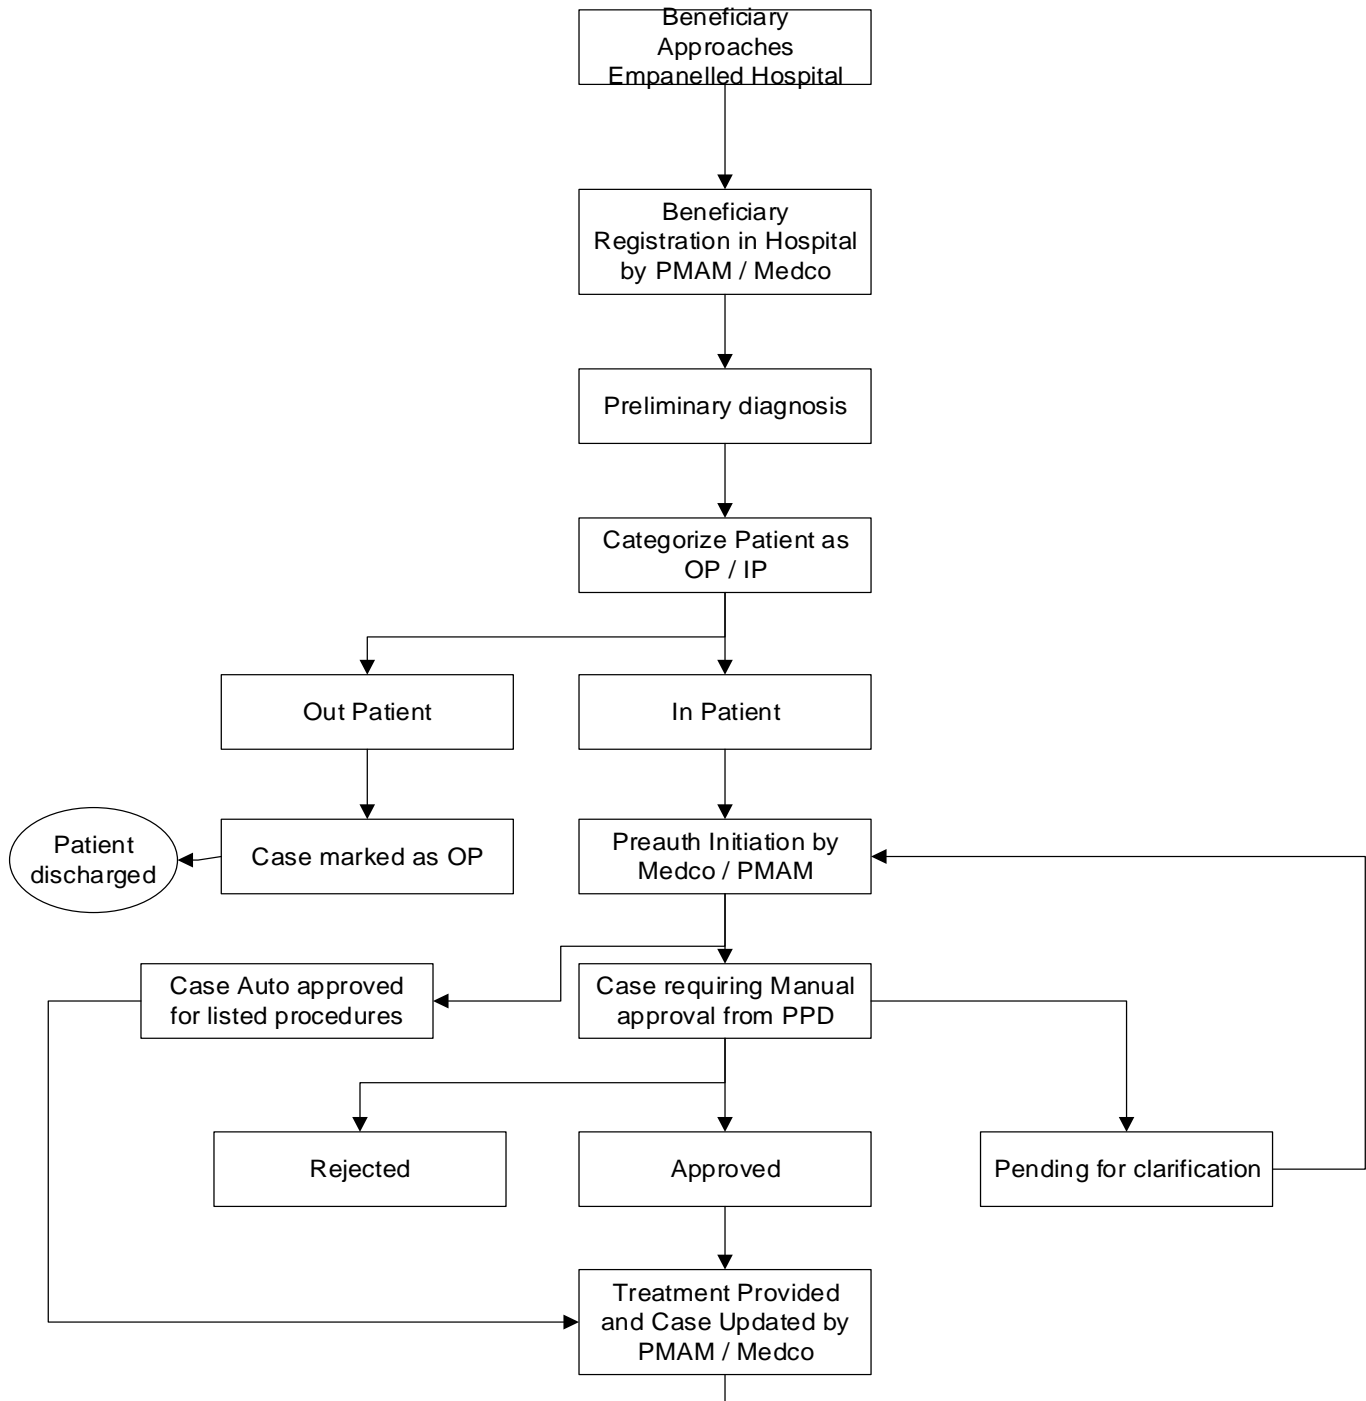 Beneficiary
Approaches
Empanelled Hospital
Beneficiary
Registration in Hospital
by PMAM / Medco
Preliminary diagnosis
Categorize Patient as
OP / IP
Out Patient
In Patient
Patient
discharged
Case marked as OP
Preauth Initiation by
Medco / PMAM
Case Auto approved
for listed procedures
Case requiring Manual
approval from PPD
Rejected
Approved
Pending for clarification
Treatment Provided
and Case Updated by
PMAM / Medco